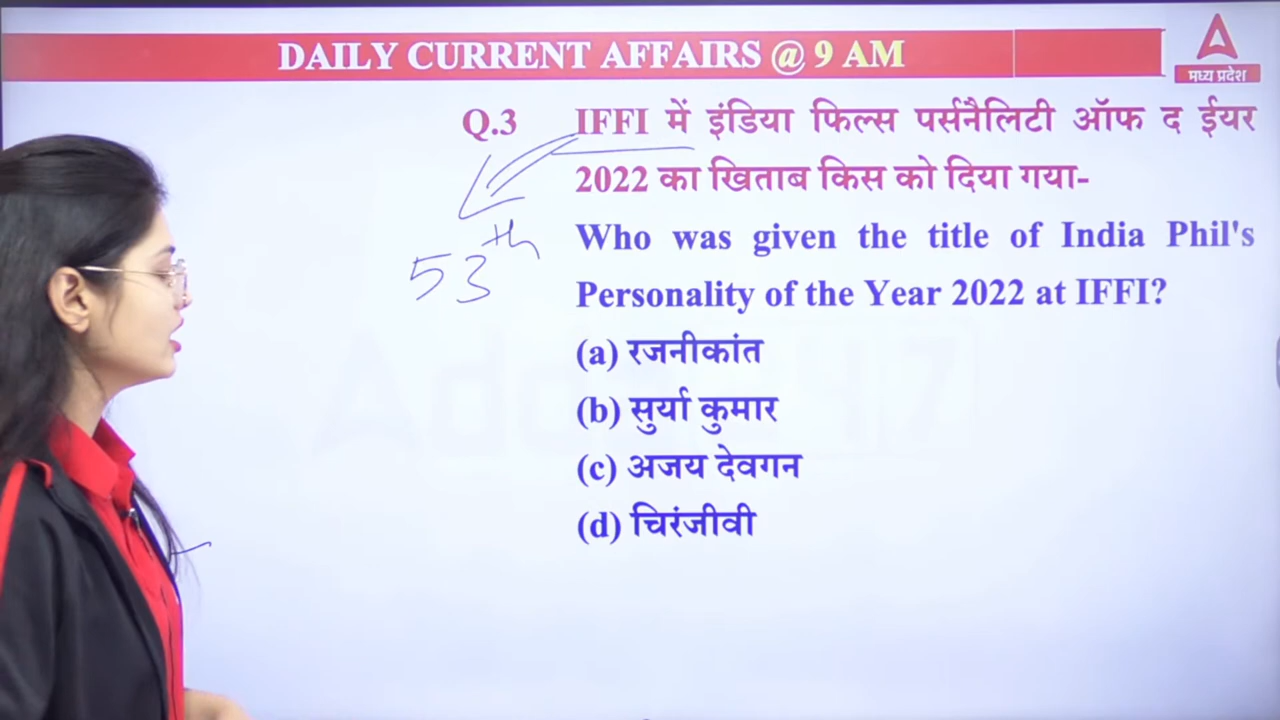 DAILY CURRENT AFFAIRS @ 9 AM
मध्य प्रदेश
Q.3 IFFI में इंडिया फिल्स पर्सनैलिटी ऑफ द ईयर
2022 का खिताब किस को दिया गया-
53th
Who was given the title of India Phil's
Personality of the Year 2022 at IFFI?
(a) रजनीकांत
(b) सुर्या कुमार
(c) अजय देवगन
(d) चिरंजीवी